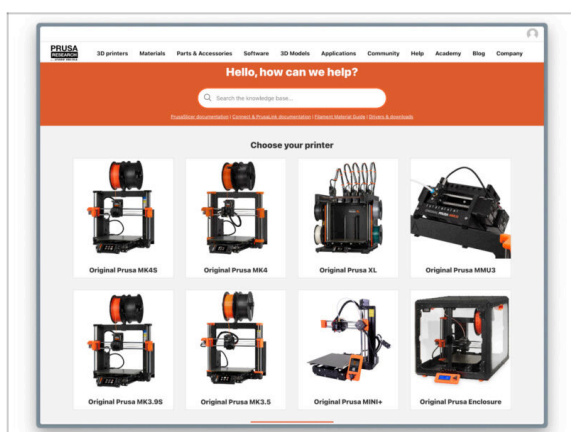 PRUSA
RESEARCH
3D printers Materials Parts & Accessories Software 3D Models Applications Community Help Academy Blog Company
Hello, how can we help?
Search the knowledge base...
PrusaSlicer documentation | Connect & PrusaLink documentation | Filament Material Guide | Drivers & downloads
Choose your printer
Original Prusa MK4S
Original Prusa MK4
Original Prusa XL
Original Prusa MMU3
Original Prusa MK3.9S
Original Prusa MK3.5
Original Prusa MINI+
Original Prusa Enclosure